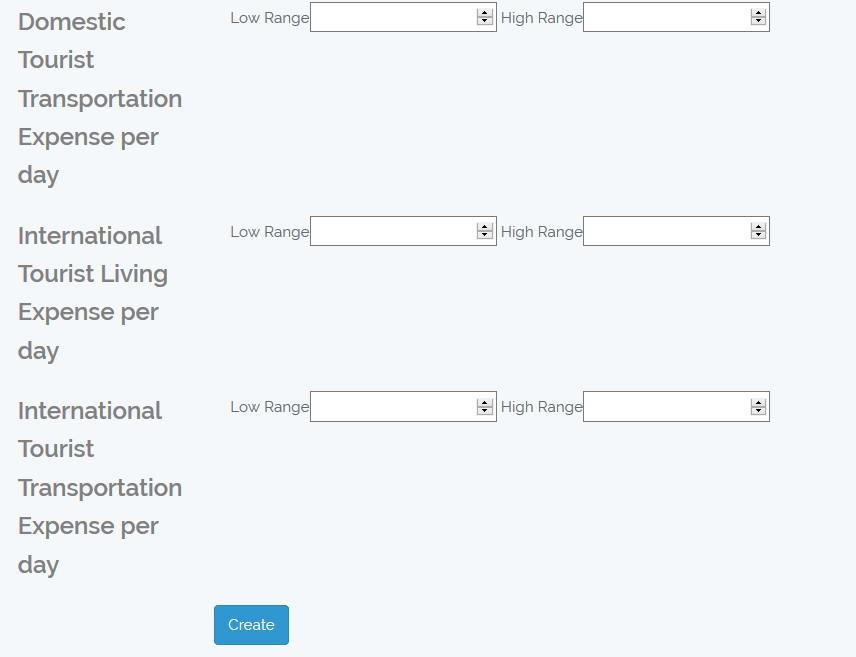 Domestic
Tourist
Transportation
Expense per
day
Low Range High Range
International
Tourist Living
Expense per
day
Low Range High Range
International
Tourist
Transportation
Expense per
day
Low Range High Range
Create